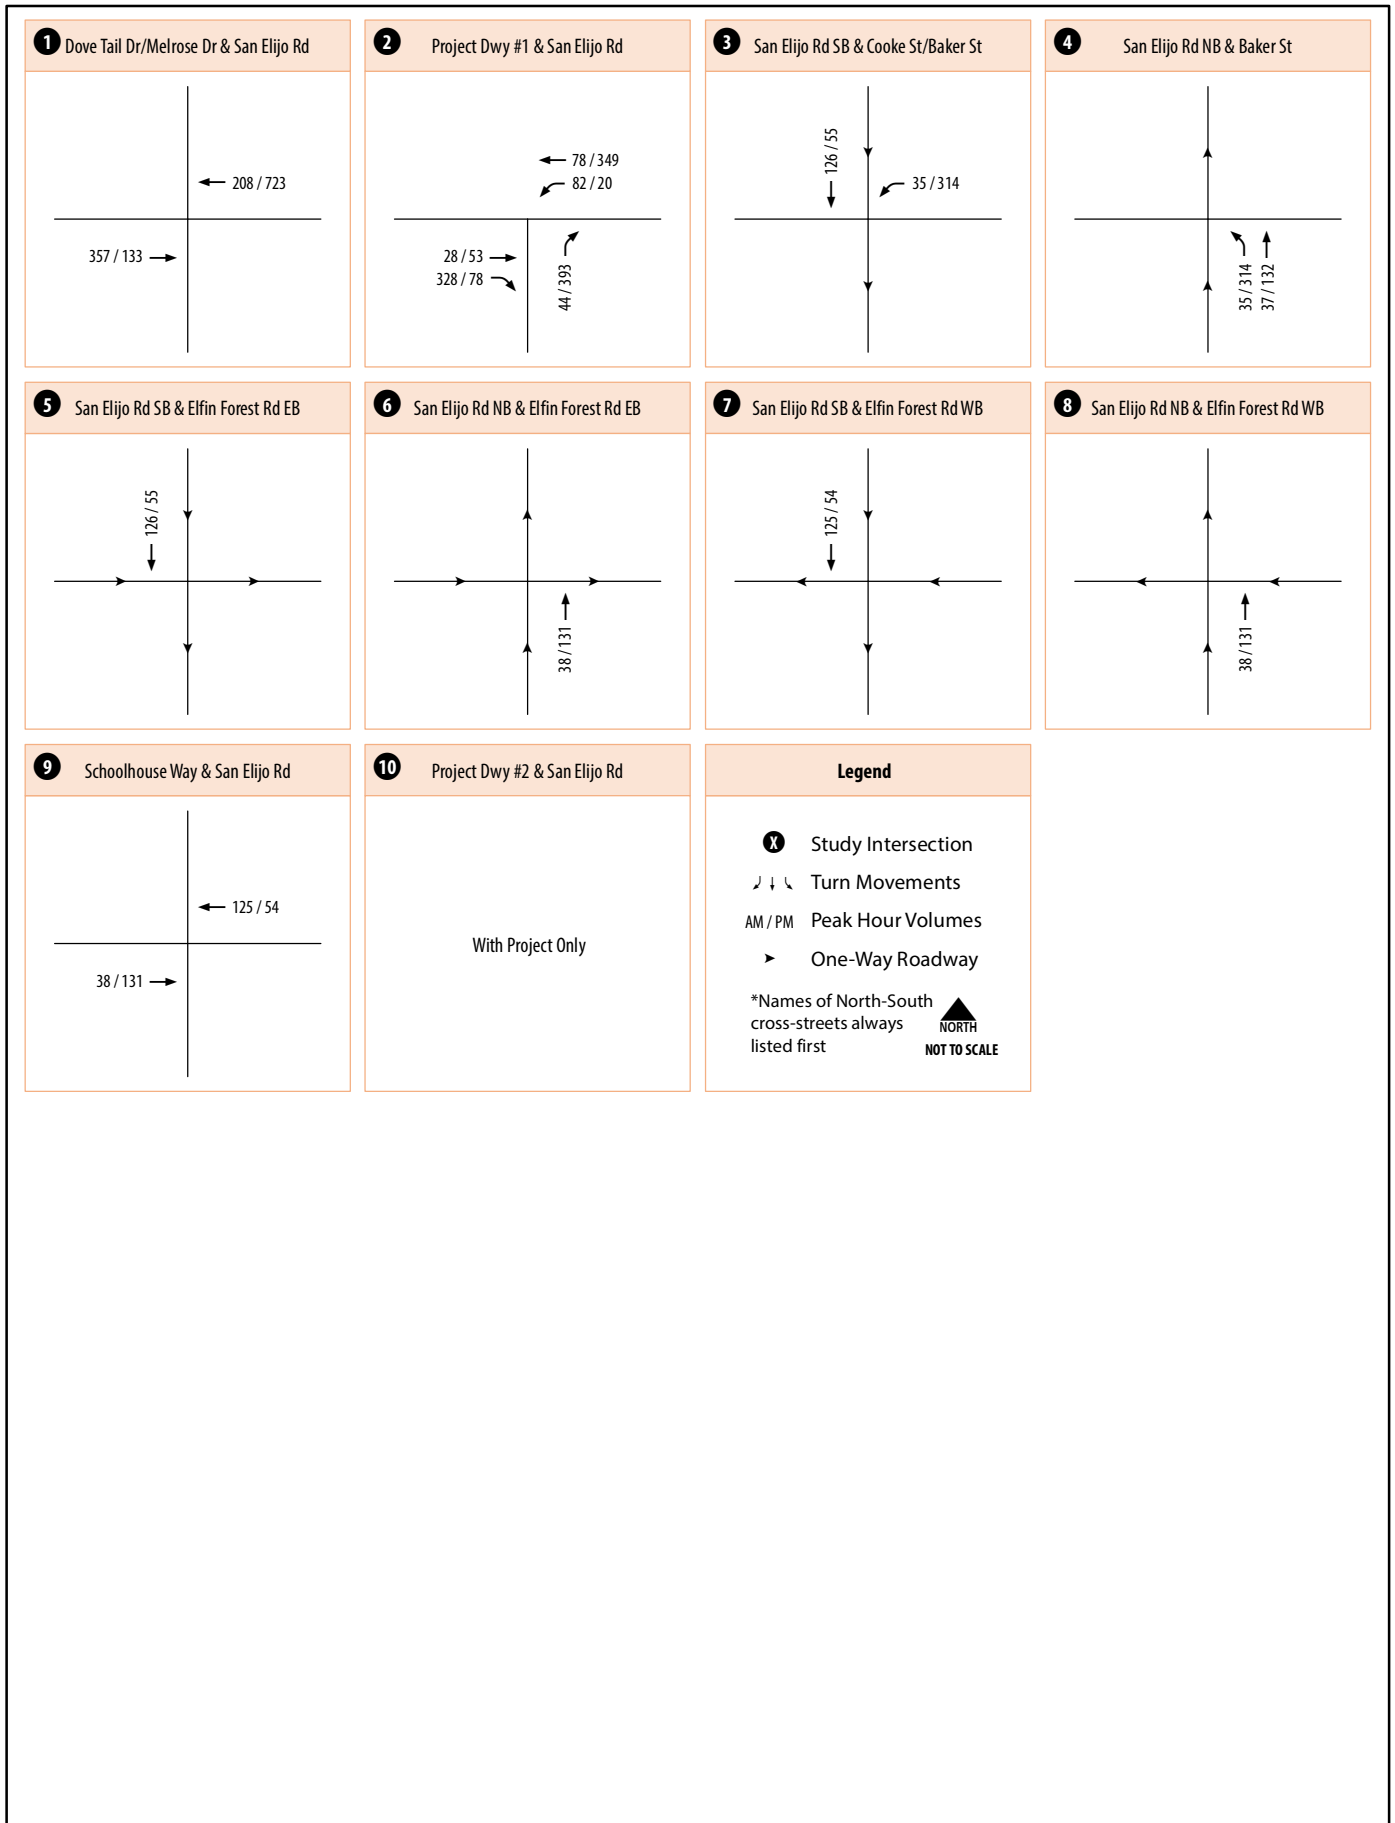 1 Dove Tail Dr/Melrose Dr & San Elijo Rd
208 / 723
357 / 133
2 Project Dwy #1 & San Elijo Rd
78 / 349
82 / 20
28 / 53
328 / 78
44 / 393
3 San Elijo Rd SB & Cooke St/Baker St
126 / 55
35 / 314
4 San Elijo Rd NB & Baker St
35 / 314
37 / 132
5 San Elijo Rd SB & Elfin Forest Rd EB
126 / 55
6 San Elijo Rd NB & Elfin Forest Rd EB
38 / 131
7 San Elijo Rd SB & Elfin Forest Rd WB
125 / 54
8 San Elijo Rd NB & Elfin Forest Rd WB
38 / 131
9 Schoolhouse Way & San Elijo Rd
125 / 54
38 / 131
10 Project Dwy #2 & San Elijo Rd
With Project Only
Legend
X Study Intersection
Turn Movements
AM / PM Peak Hour Volumes
One-Way Roadway
*Names of North-South
cross-streets always
listed first
NORTH
NOT TO SCALE